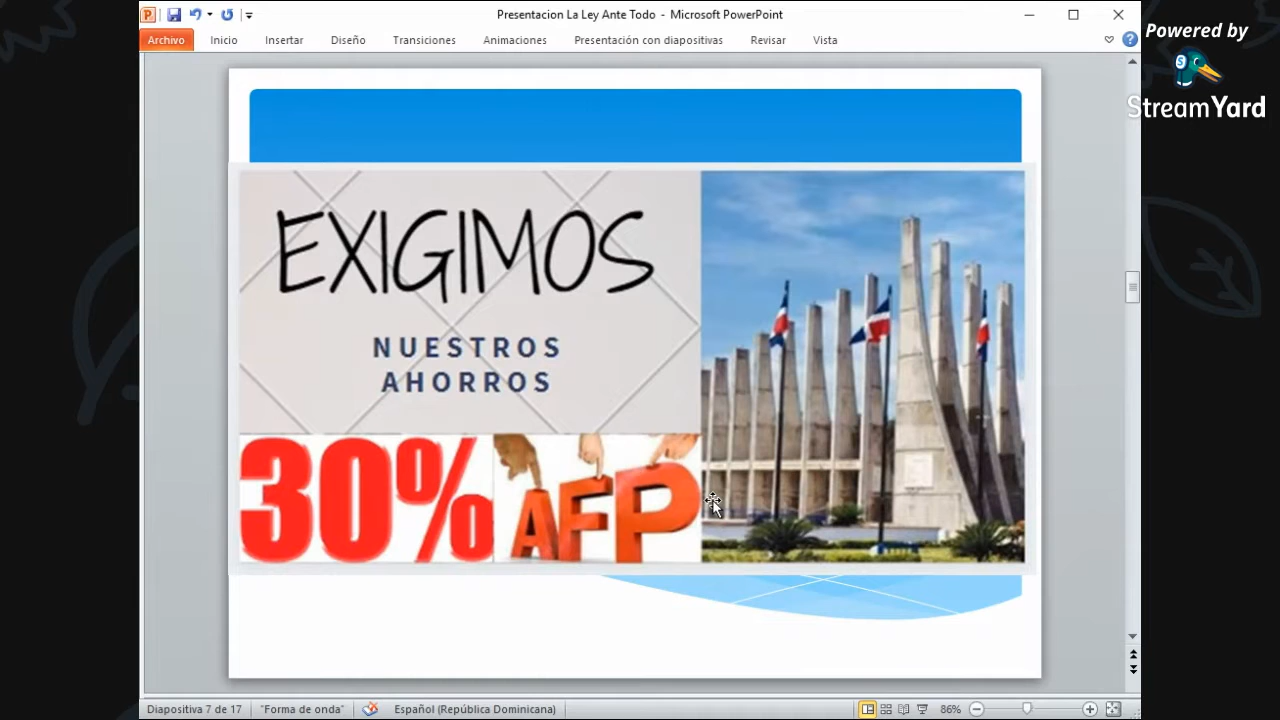 Presentacion La Ley Ante Todo - Microsoft PowerPoint
Powered by
StreamYard
Archivo Inicio Insertar Diseño Transiciones Animaciones Presentación con diapositivas Revisar Vista
EXIGIMOS
NUESTROS
AHORROS
30% AFP
Diapositiva 7 de 17 "Forma de onda" Español (República Dominicana) 86%